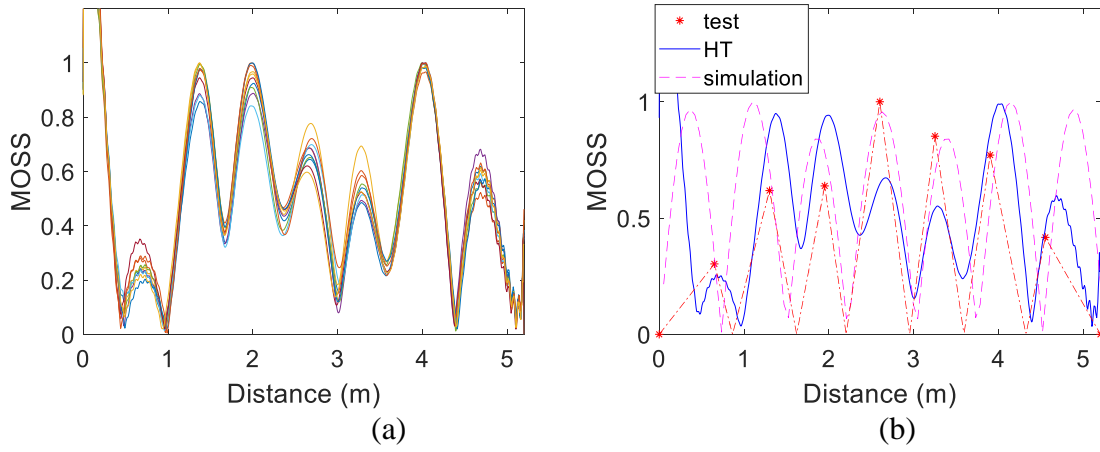 MOSS
1
0.8
0.6
0.4
0.2
0
0 1 2 3 4 5
Distance (m)
(a)
test
HT
simulation
MOSS
1
0.5
0
0 1 2 3 4 5
Distance (m)
(b)